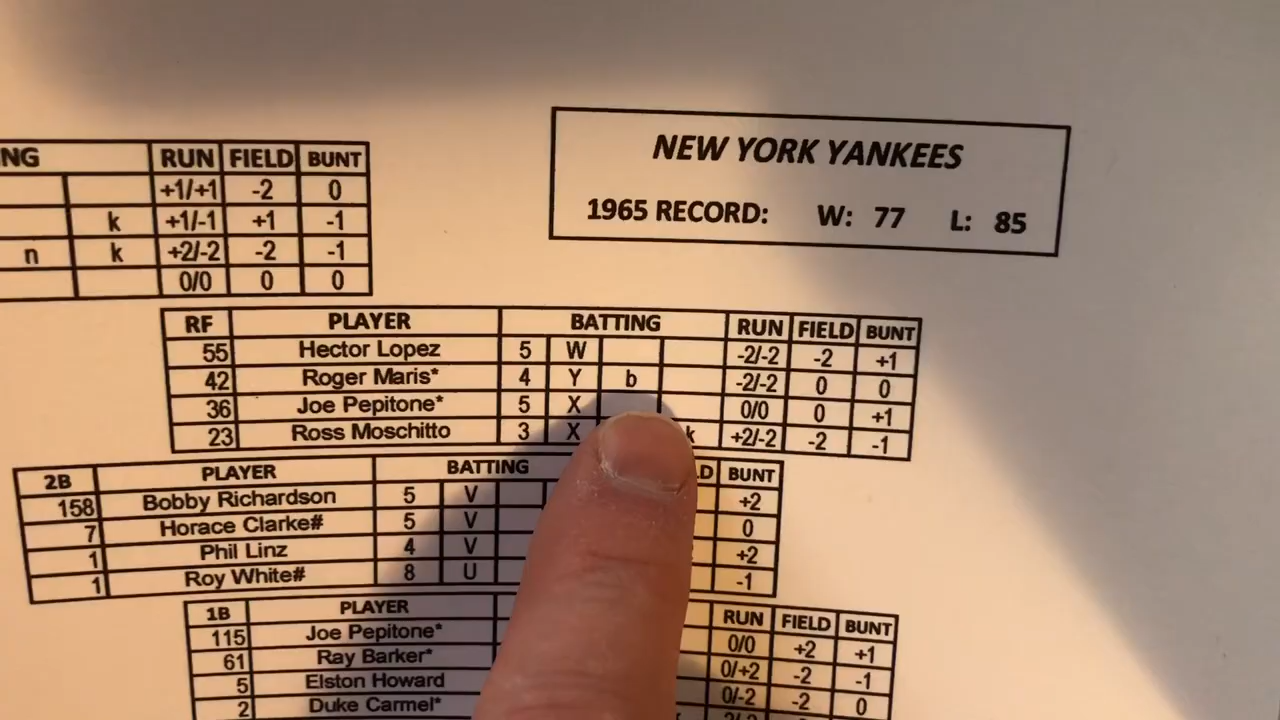 NEW YORK YANKEES
1965 RECORD: W: 77 L: 85
NG RUN FIELD BUNT
+1/+1 -2 0
k +1/-1 +1 -1
n k +2/-2 -2 -1
0/0 0 0
RF PLAYER BATTING RUN FIELD BUNT
55 Hector Lopez 5 W -2/-2 -2 +1
42 Roger Maris* 4 Y b -2/-2 0 0
36 Joe Pepitone* 5 X 0/0 0 +1
23 Ross Moschitto 3 X k +2/-2 -2 -1
2B PLAYER BATTING LD BUNT
158 Bobby Richardson 5 V +2
7 Horace Clarke# 5 V 0
1 Phil Linz 4 V +2
1 Roy White# 8 U -1
1B PLAYER RUN FIELD BUNT
115 Joe Pepitone* 0/0 +2 +1
61 Ray Barker* 0/+2 -2 -1
5 Elston Howard 0/-2 -2 0
2 Duke Carmel*